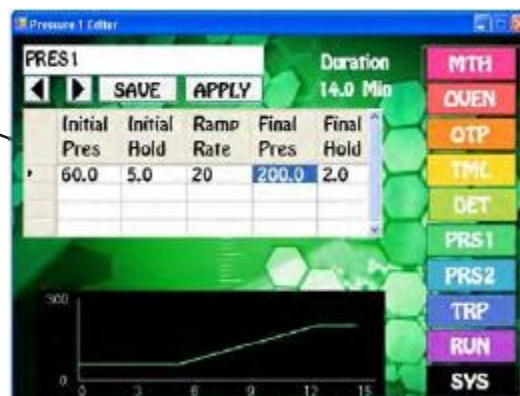 Pressure 1 Editor
PRES1
SAVE APPLY
Duration
14.0 Min
Initial Pres Initial Hold Ramp Rate Final Pres Final Hold
60.0 5.0 20 200.0 2.0
MTH
OVEN
OTP
TML
DET
PRS1
PRS2
TRP
RUN
SYS
300
0
0 3 6 9 12 15